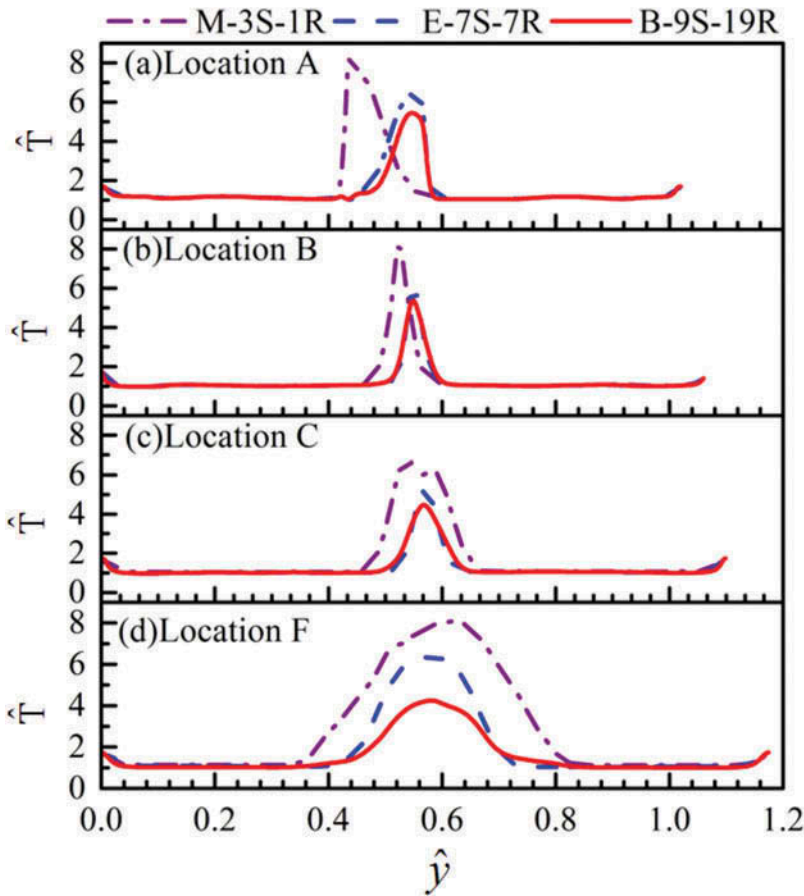 M-3S-1R E-7S-7R B-9S-19R
(a)Location A
8
6
4
2
0
T̂
(b)Location B
8
6
4
2
0
T̂
(c)Location C
8
6
4
2
0
T̂
(d)Location F
8
6
4
2
0
T̂
0.0 0.2 0.4 0.6 0.8 1.0 1.2
ŷ